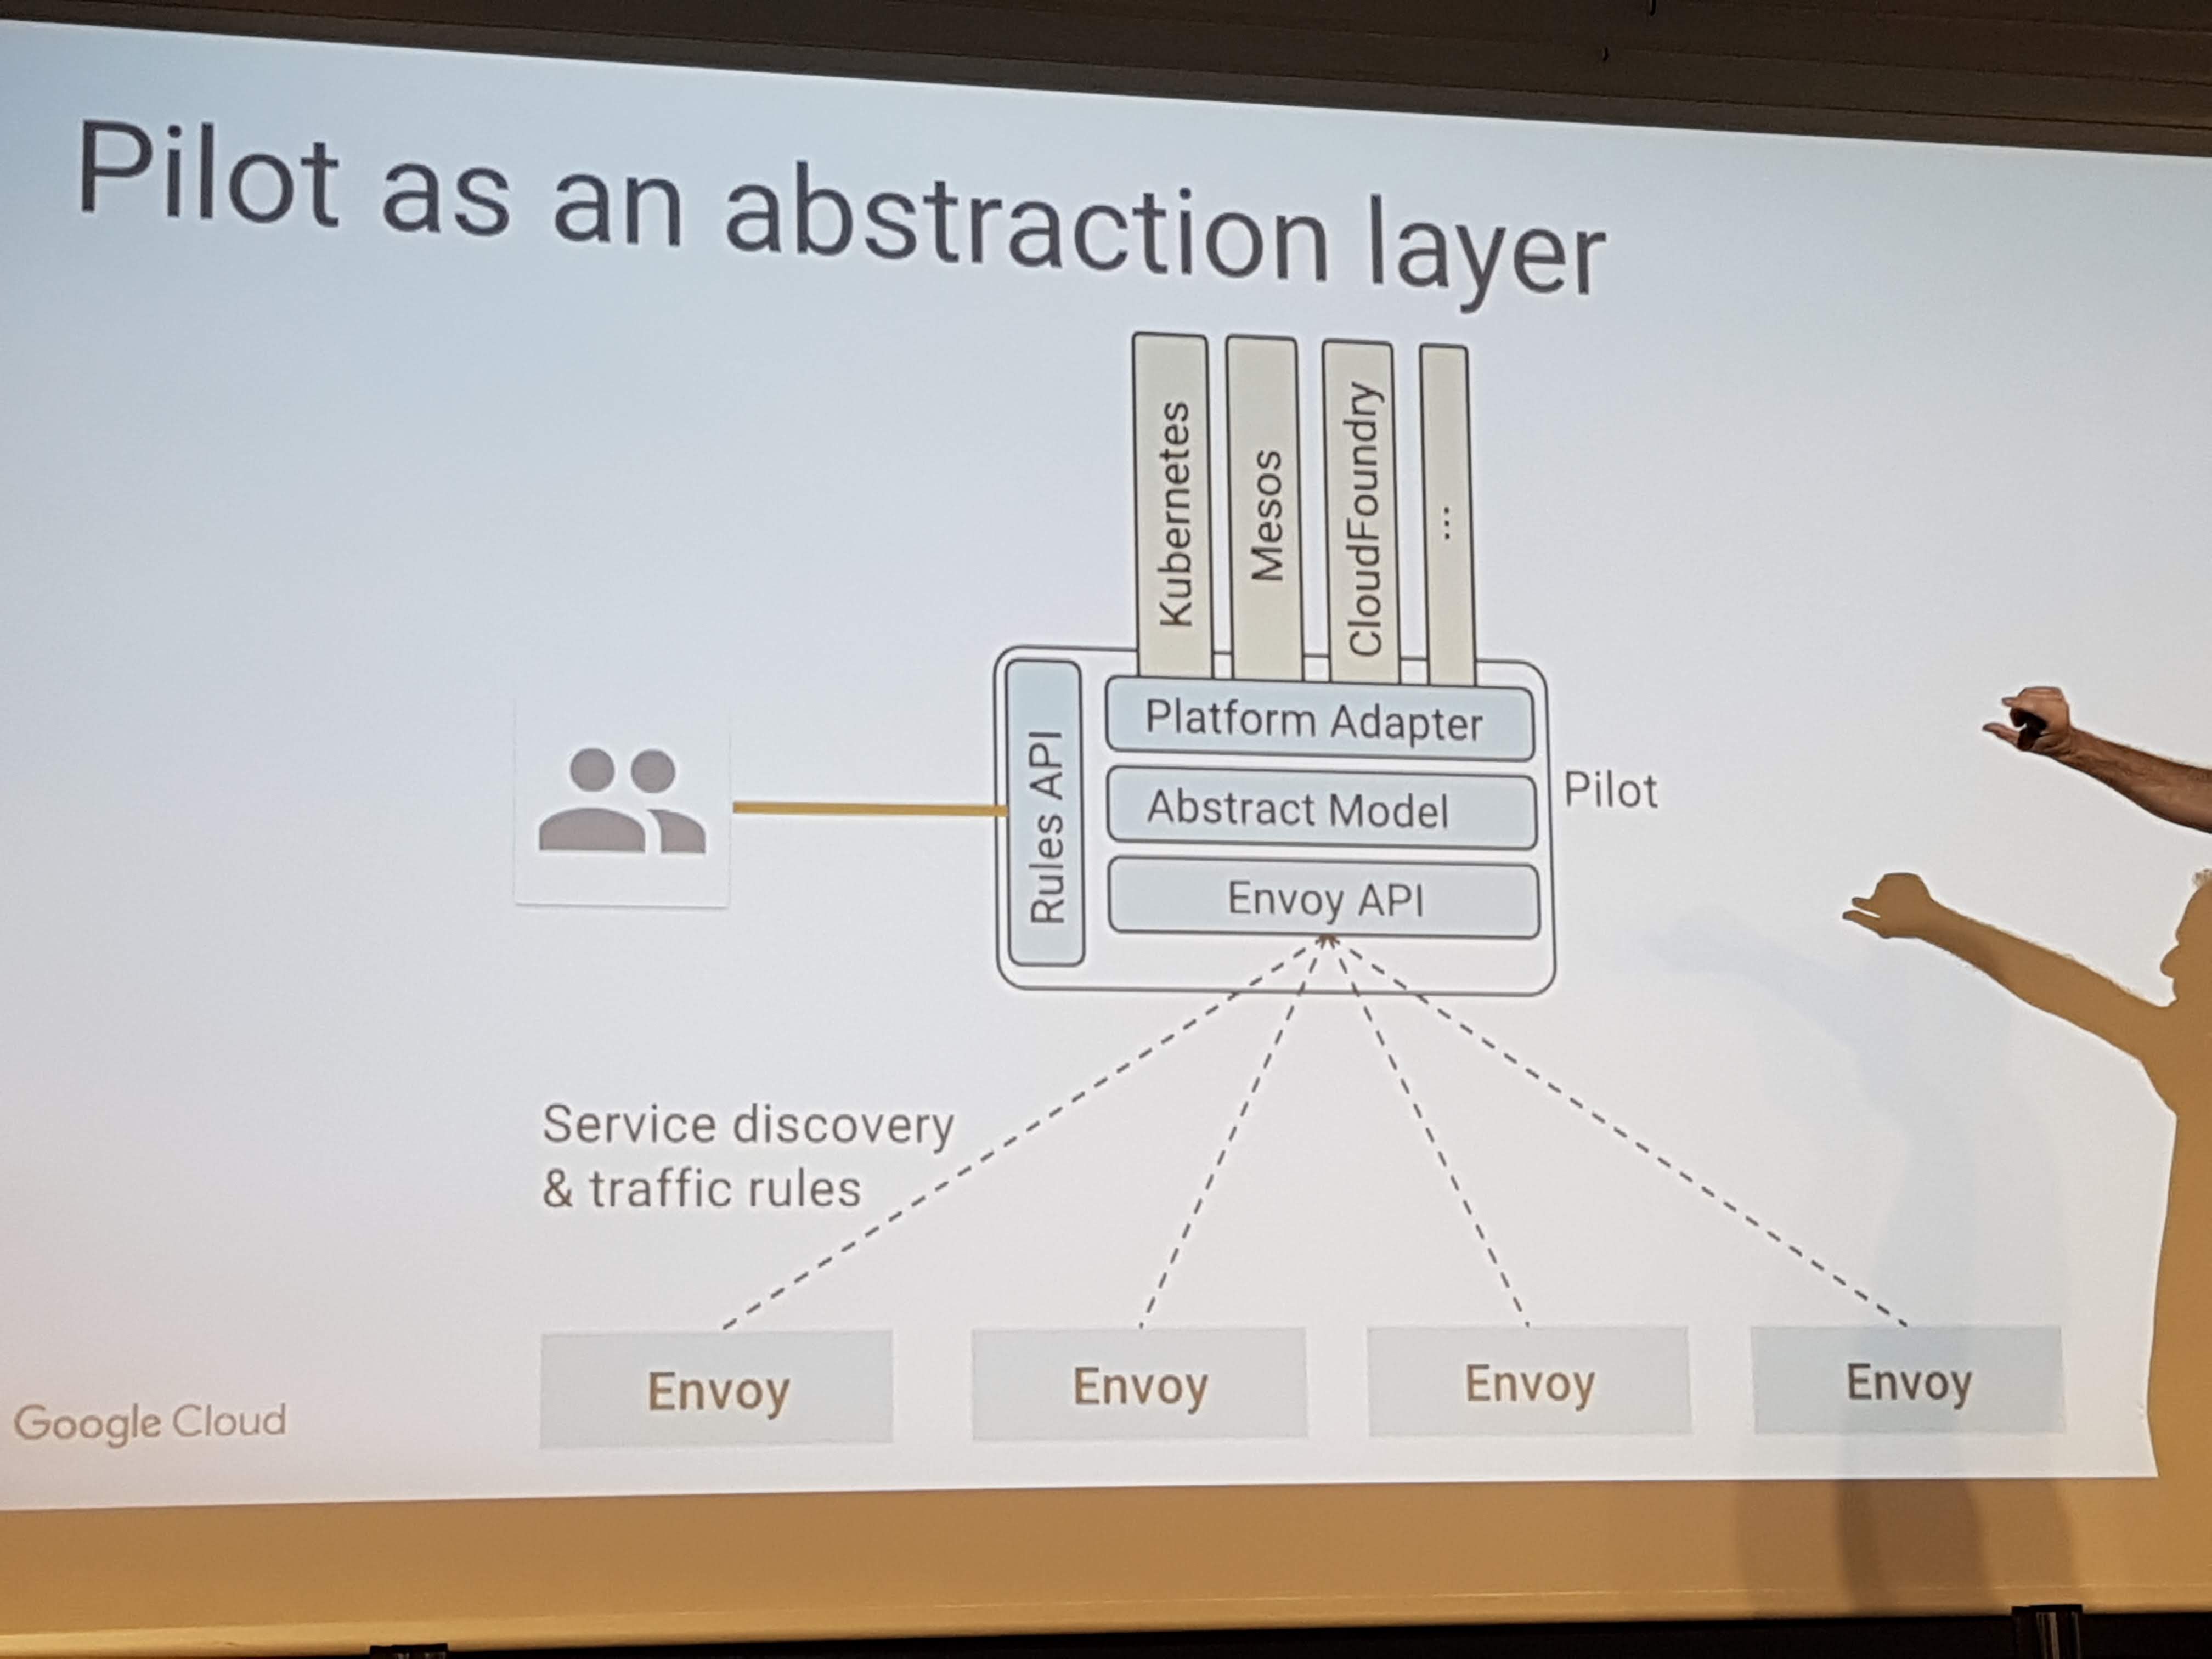 Pilot as an abstraction layer
Kubernetes
Mesos
CloudFoundry
...
Rules API
Platform Adapter
Abstract Model
Envoy API
Pilot
Service discovery
& traffic rules
Envoy
Envoy
Envoy
Envoy
Google Cloud